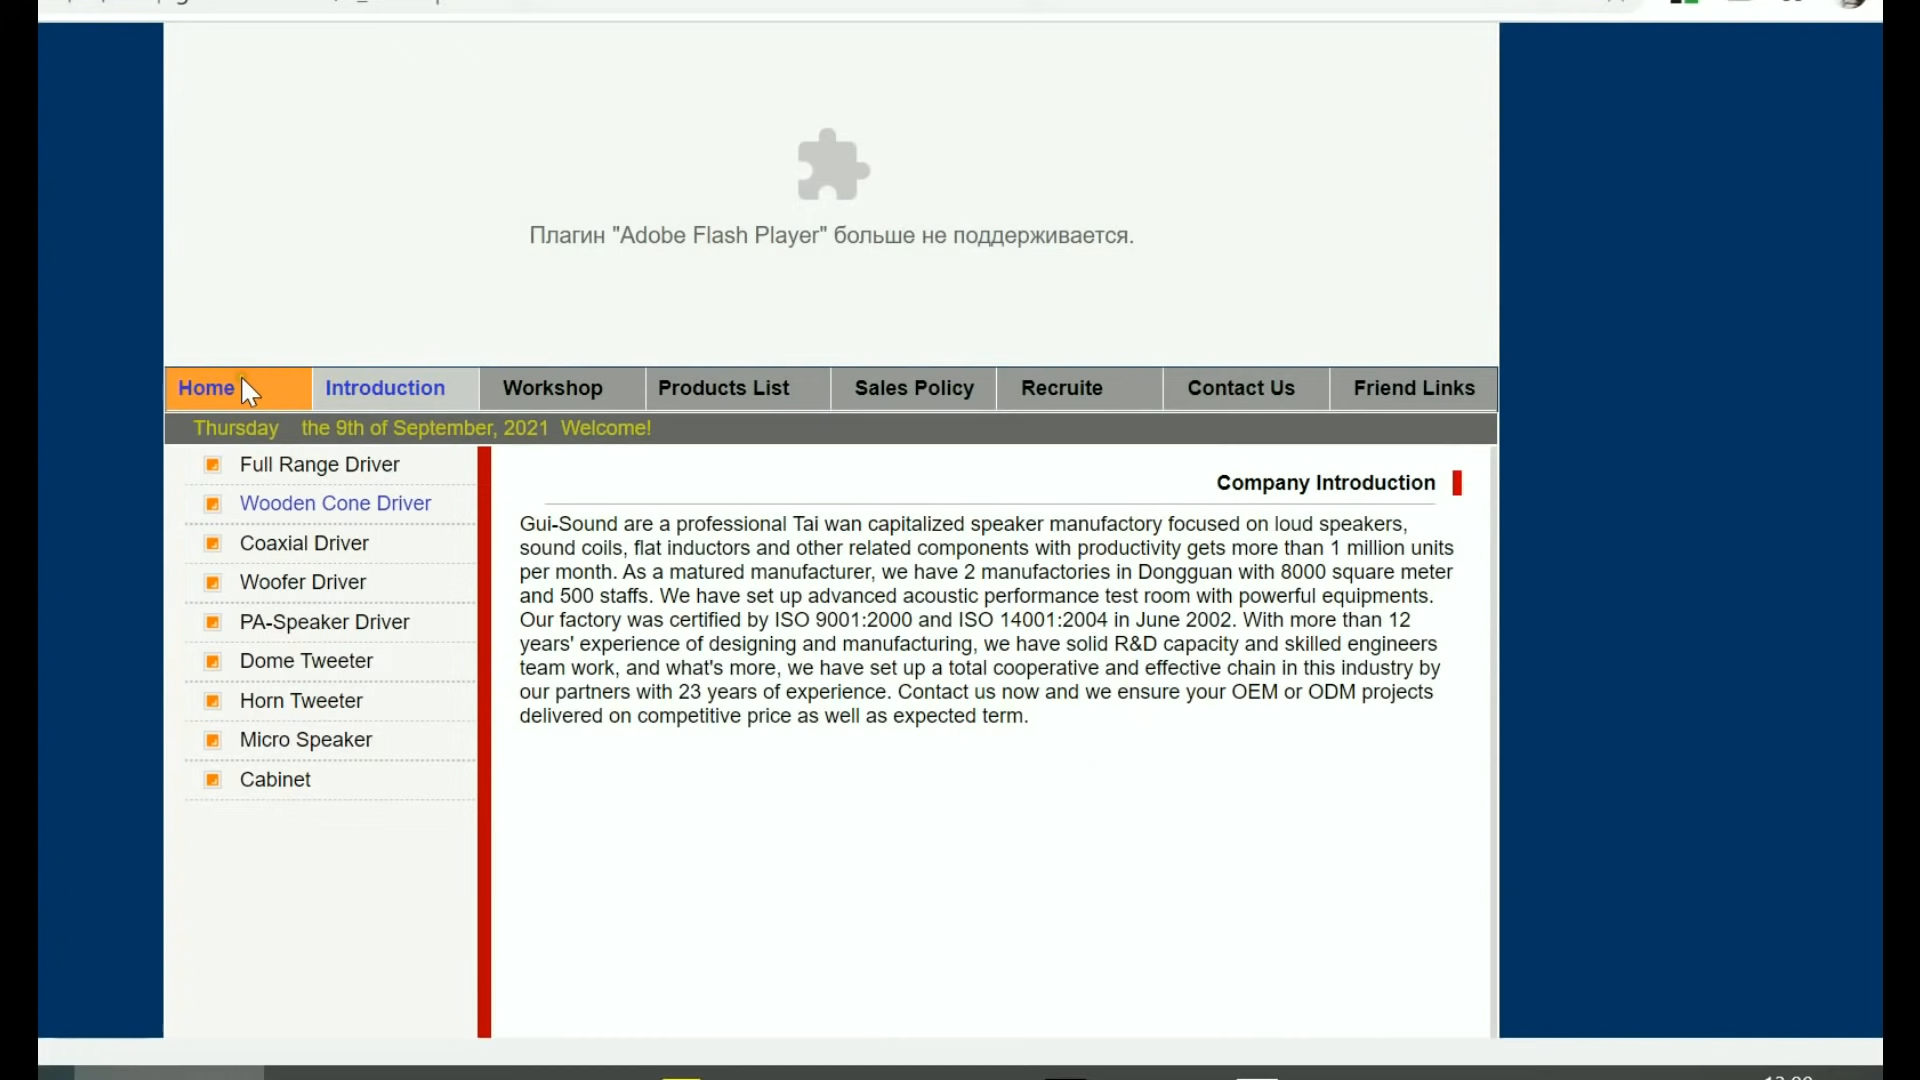 Плагин "Adobe Flash Player" больше не поддерживается.
Home Introduction Workshop Products List Sales Policy Recruite Contact Us Friend Links
Thursday the 9th of September, 2021 Welcome!
Full Range Driver
Wooden Cone Driver
Coaxial Driver
Woofer Driver
PA-Speaker Driver
Dome Tweeter
Horn Tweeter
Micro Speaker
Cabinet
Company Introduction
Gui-Sound are a professional Tai wan capitalized speaker manufactory focused on loud speakers,
sound coils, flat inductors and other related components with productivity gets more than 1 million units
per month. As a matured manufacturer, we have 2 manufactories in Dongguan with 8000 square meter
and 500 staffs. We have set up advanced acoustic performance test room with powerful equipments.
Our factory was certified by ISO 9001:2000 and ISO 14001:2004 in June 2002. With more than 12
years' experience of designing and manufacturing, we have solid R&D capacity and skilled engineers
team work, and what's more, we have set up a total cooperative and effective chain in this industry by
our partners with 23 years of experience. Contact us now and we ensure your OEM or ODM projects
delivered on competitive price as well as expected term.